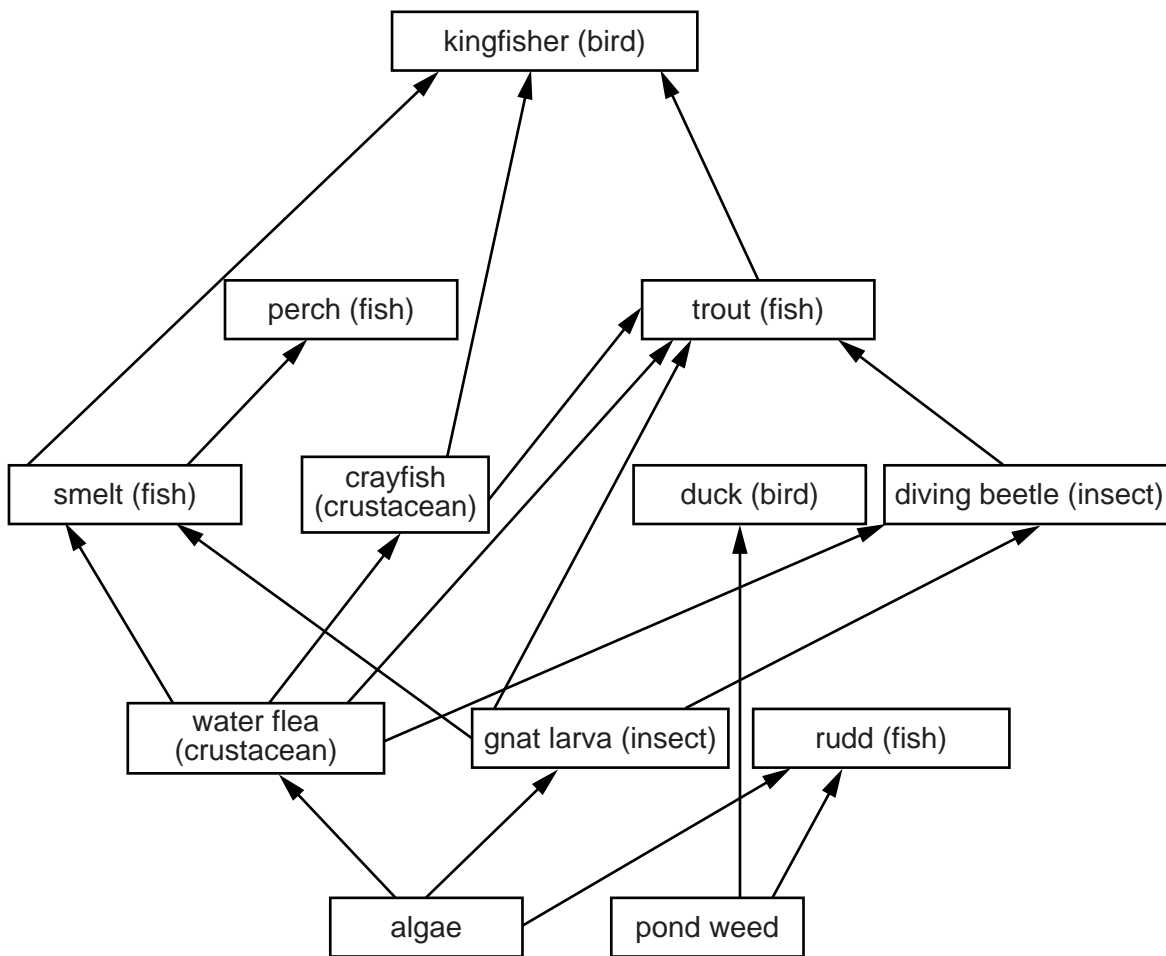 kingfisher (bird)
perch (fish)
trout (fish)
smelt (fish)
crayfish
(crustacean)
duck (bird)
diving beetle (insect)
water flea
(crustacean)
gnat larva (insect)
rudd (fish)
algae
pond weed